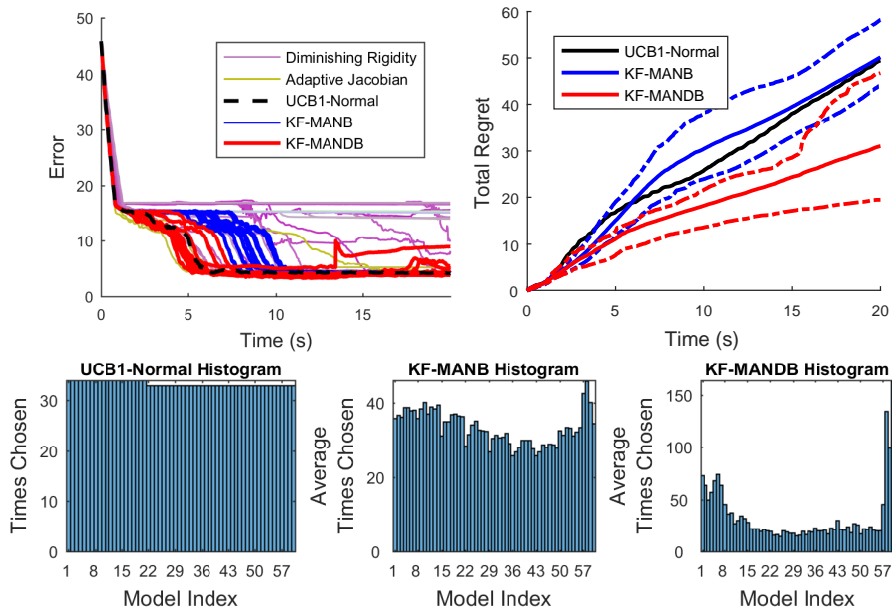 60
50
40
30
20
10
0
Error
0
5
10
15
Time (s)
Diminishing Rigidity
Adaptive Jacobian
UCB1-Normal
KF-MANB
KF-MANDB
60
50
40
30
20
10
0
Total Regret
0
5
10
15
20
Time (s)
UCB1-Normal
KF-MANB
KF-MANDB
UCB1-Normal Histogram
30
20
10
0
Times Chosen
1 8 15 22 29 36 43 50 57
Model Index
KF-MANB Histogram
40
20
0
Average
Times Chosen
1 8 15 22 29 36 43 50 57
Model Index
KF-MANDB Histogram
150
100
50
0
Average
Times Chosen
1 8 15 22 29 36 43 50 57
Model Index